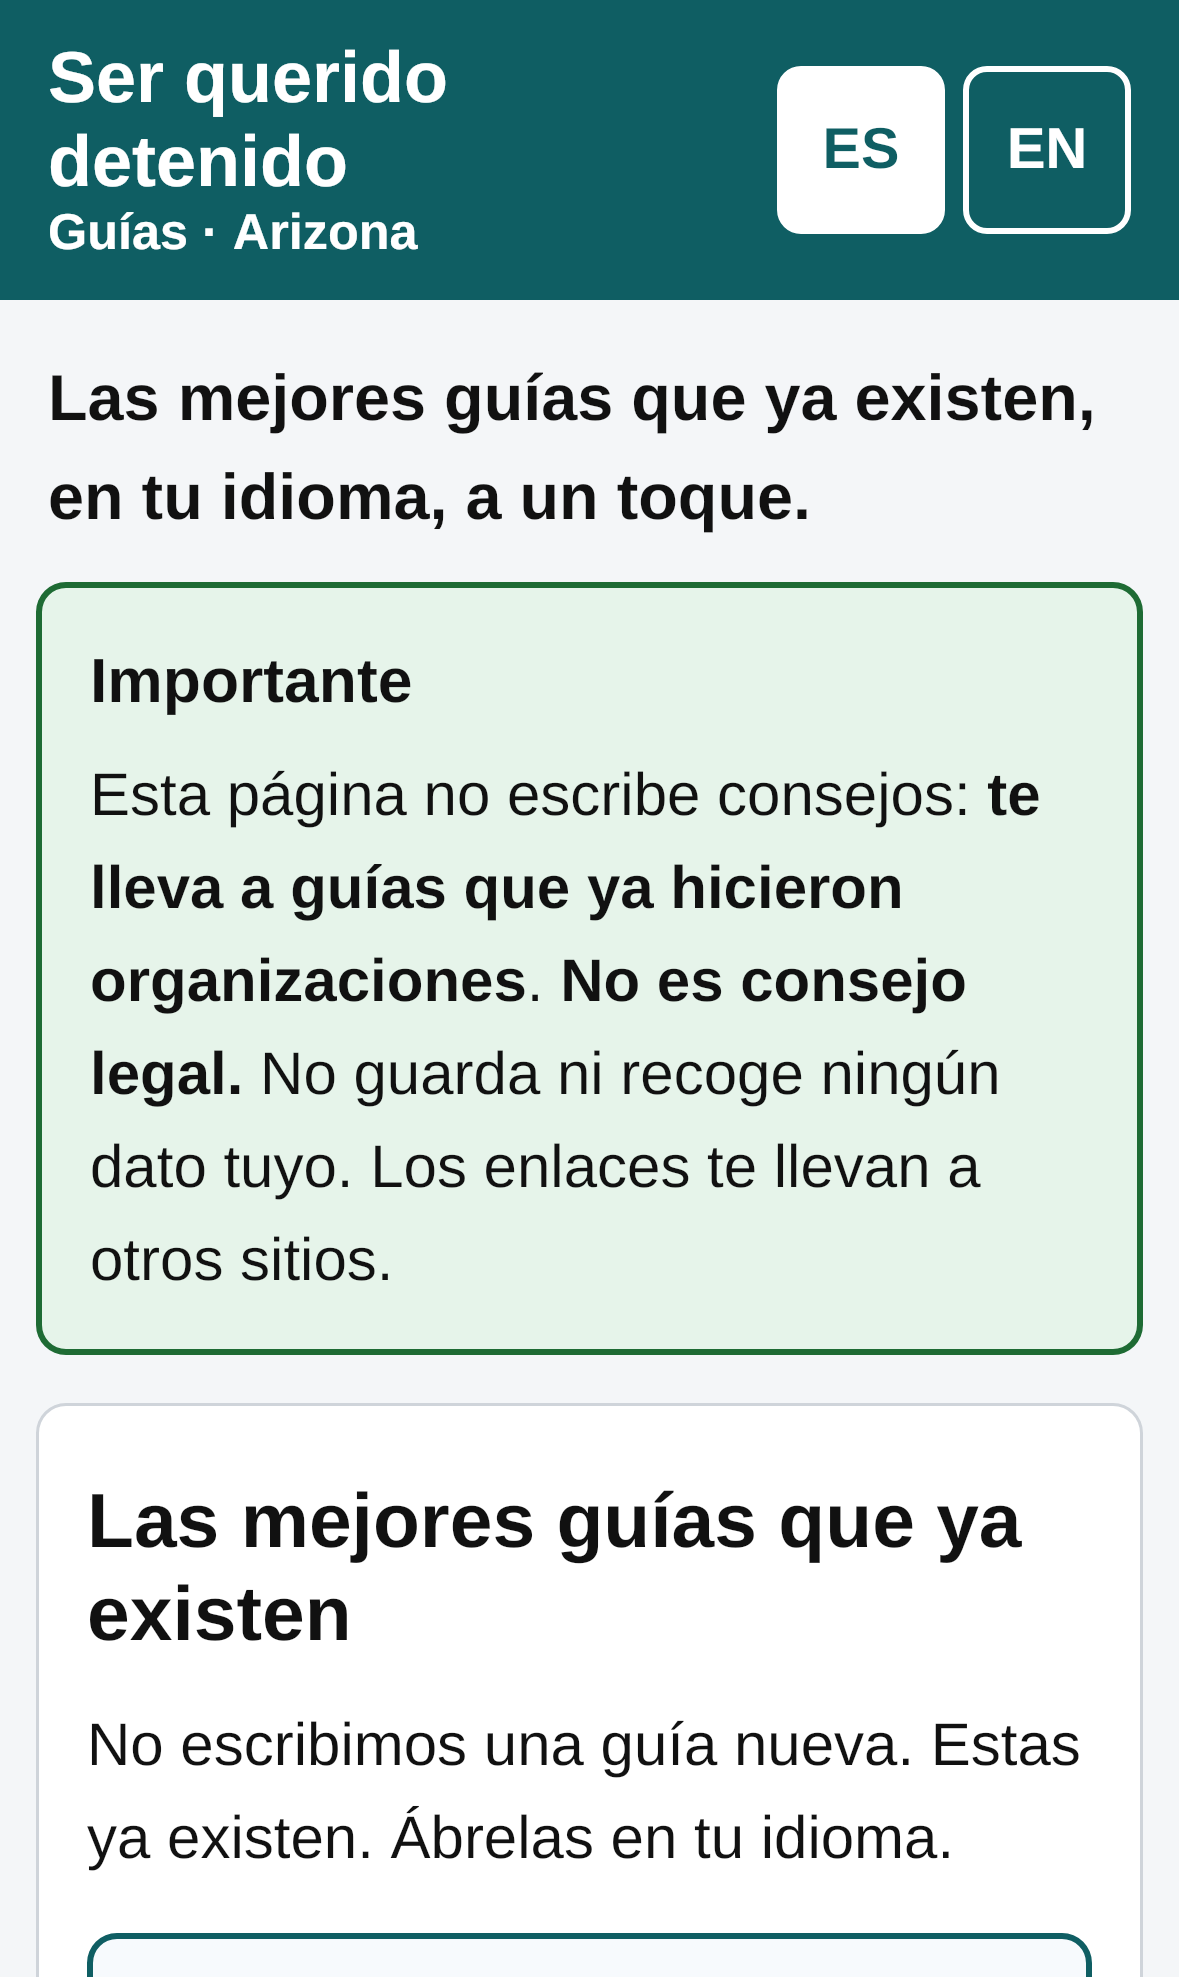 Ser querido
detenido
Guías · Arizona
ES
EN
Las mejores guías que ya existen,
en tu idioma, a un toque.
Importante
Esta página no escribe consejos: te
lleva a guías que ya hicieron
organizaciones. No es consejo
legal. No guarda ni recoge ningún
dato tuyo. Los enlaces te llevan a
otros sitios.
Las mejores guías que ya
existen
No escribimos una guía nueva. Estas
ya existen. Ábrelas en tu idioma.